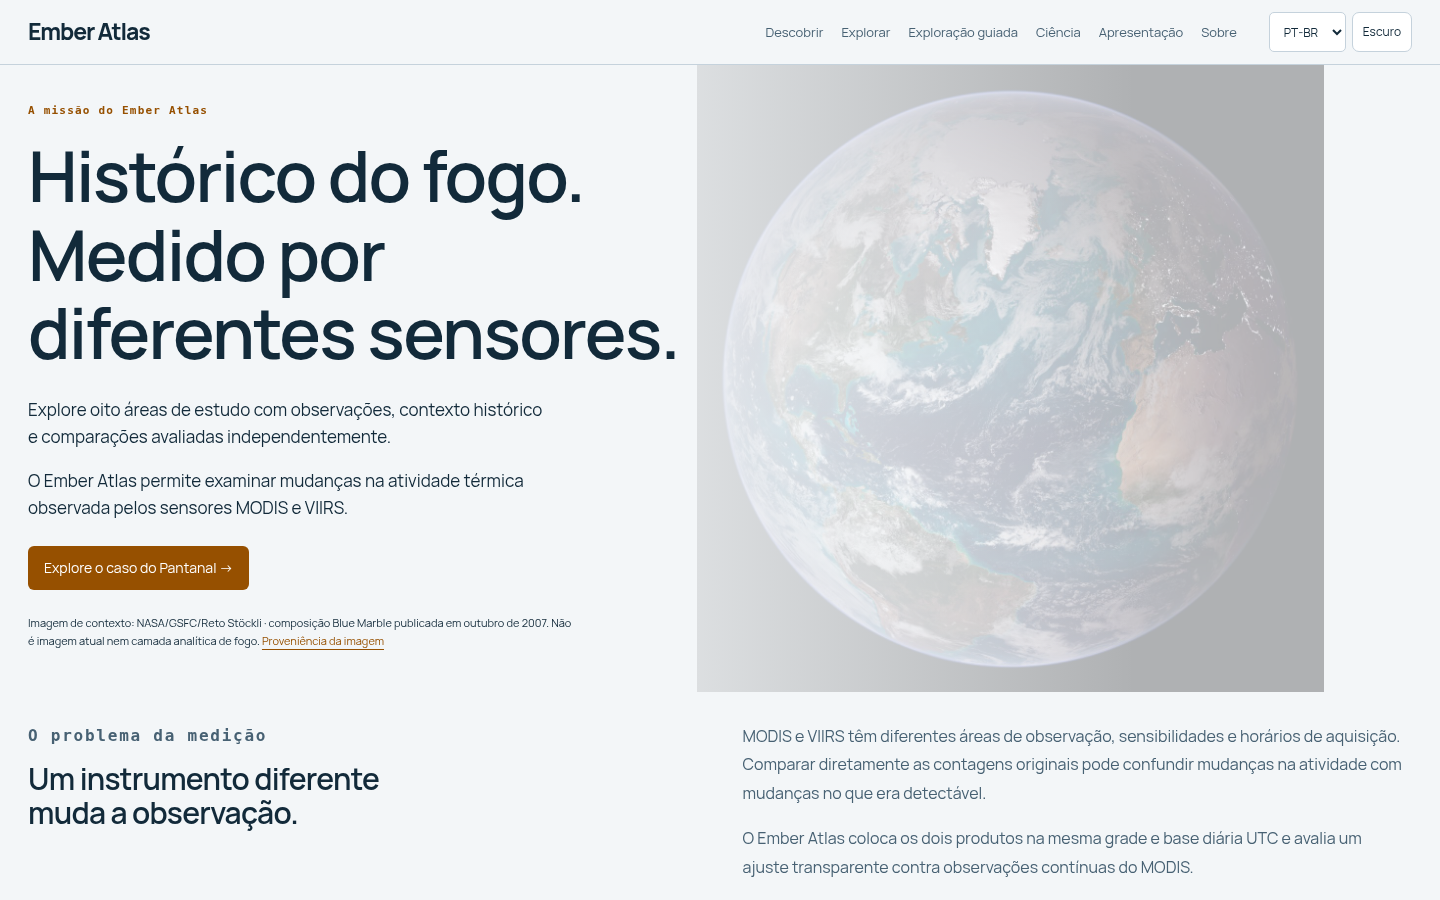 Ember Atlas
Descobrir Explorar Exploração guiada Ciência Apresentação Sobre PT-BR Escuro
A missão do Ember Atlas
Histórico do fogo.
Medido por
diferentes sensores.
Explore oito áreas de estudo com observações, contexto histórico
e comparações avaliadas independentemente.
O Ember Atlas permite examinar mudanças na atividade térmica
observada pelos sensores MODIS e VIIRS.
Explore o caso do Pantanal →
Imagem de contexto: NASA/GSFC/Reto Stöckli · composição Blue Marble publicada em outubro de 2007. Não
é imagem atual nem camada analítica de fogo. Proveniência da imagem
O problema da medição
Um instrumento diferente
muda a observação.
MODIS e VIIRS têm diferentes áreas de observação, sensibilidades e horários de aquisição.
Comparar diretamente as contagens originais pode confundir mudanças na atividade com
mudanças no que era detectável.
O Ember Atlas coloca os dois produtos na mesma grade e base diária UTC e avalia um
ajuste transparente contra observações contínuas do MODIS.